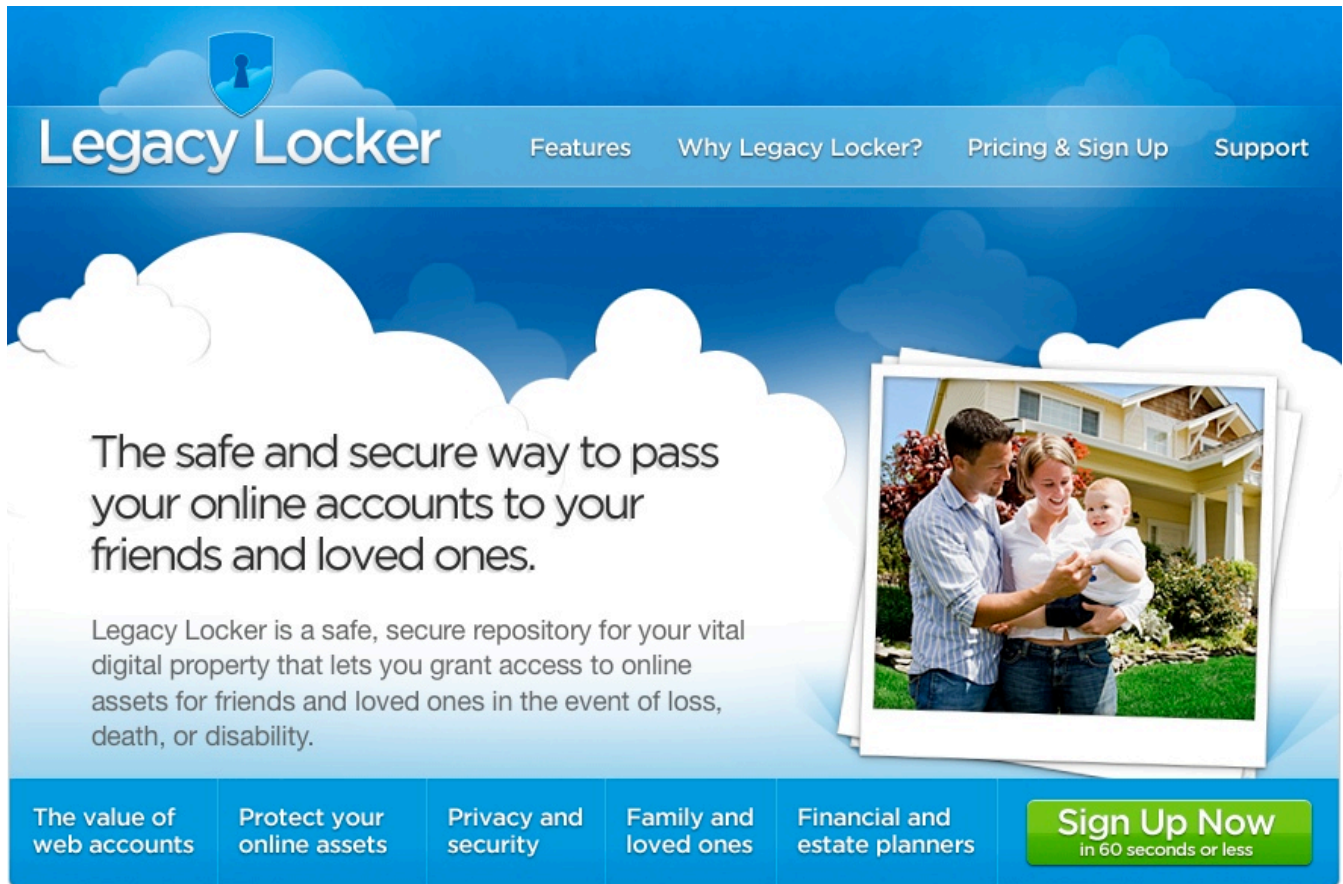 Legacy Locker
Features
Why Legacy Locker?
Pricing & Sign Up
Support
The safe and secure way to pass
your online accounts to your
friends and loved ones.
Legacy Locker is a safe, secure repository for your vital
digital property that lets you grant access to online
assets for friends and loved ones in the event of loss,
death, or disability.
The value of
web accounts
Protect your
online assets
Privacy and
security
Family and
loved ones
Financial and
estate planners
Sign Up Now
in 60 seconds or less